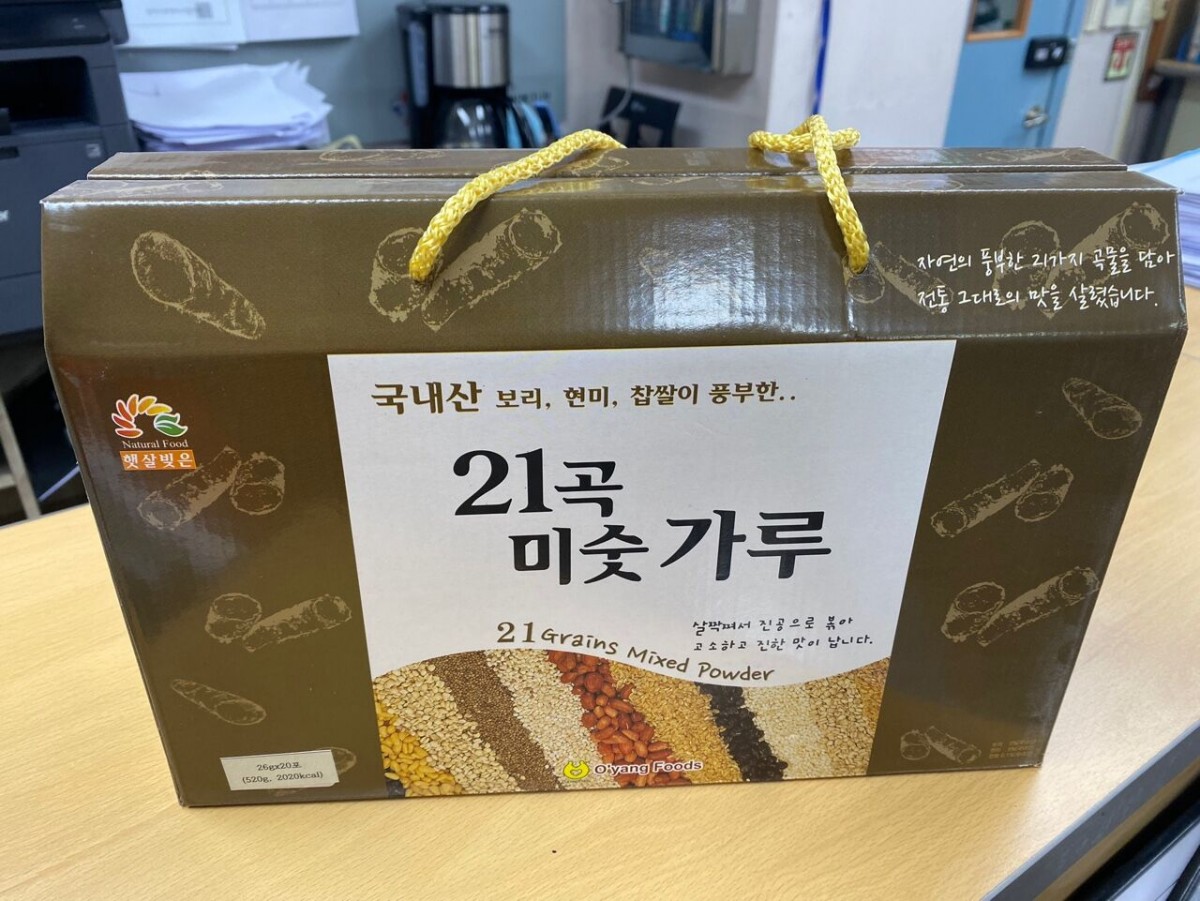 자연의 풍부한 21가지 곡물을 담아
전통 그대로의 맛을 살렸습니다.
국내산 보리, 현미, 찹쌀이 풍부한..
Natural Food
햇살빚은
21곡
미숫가루
살짝쪄서 진공으로 볶아
고소하고 진한 맛이 납니다.
21 Grains Mixed Powder
26gx20포
(520g, 2020kcal)
O'yang Foods